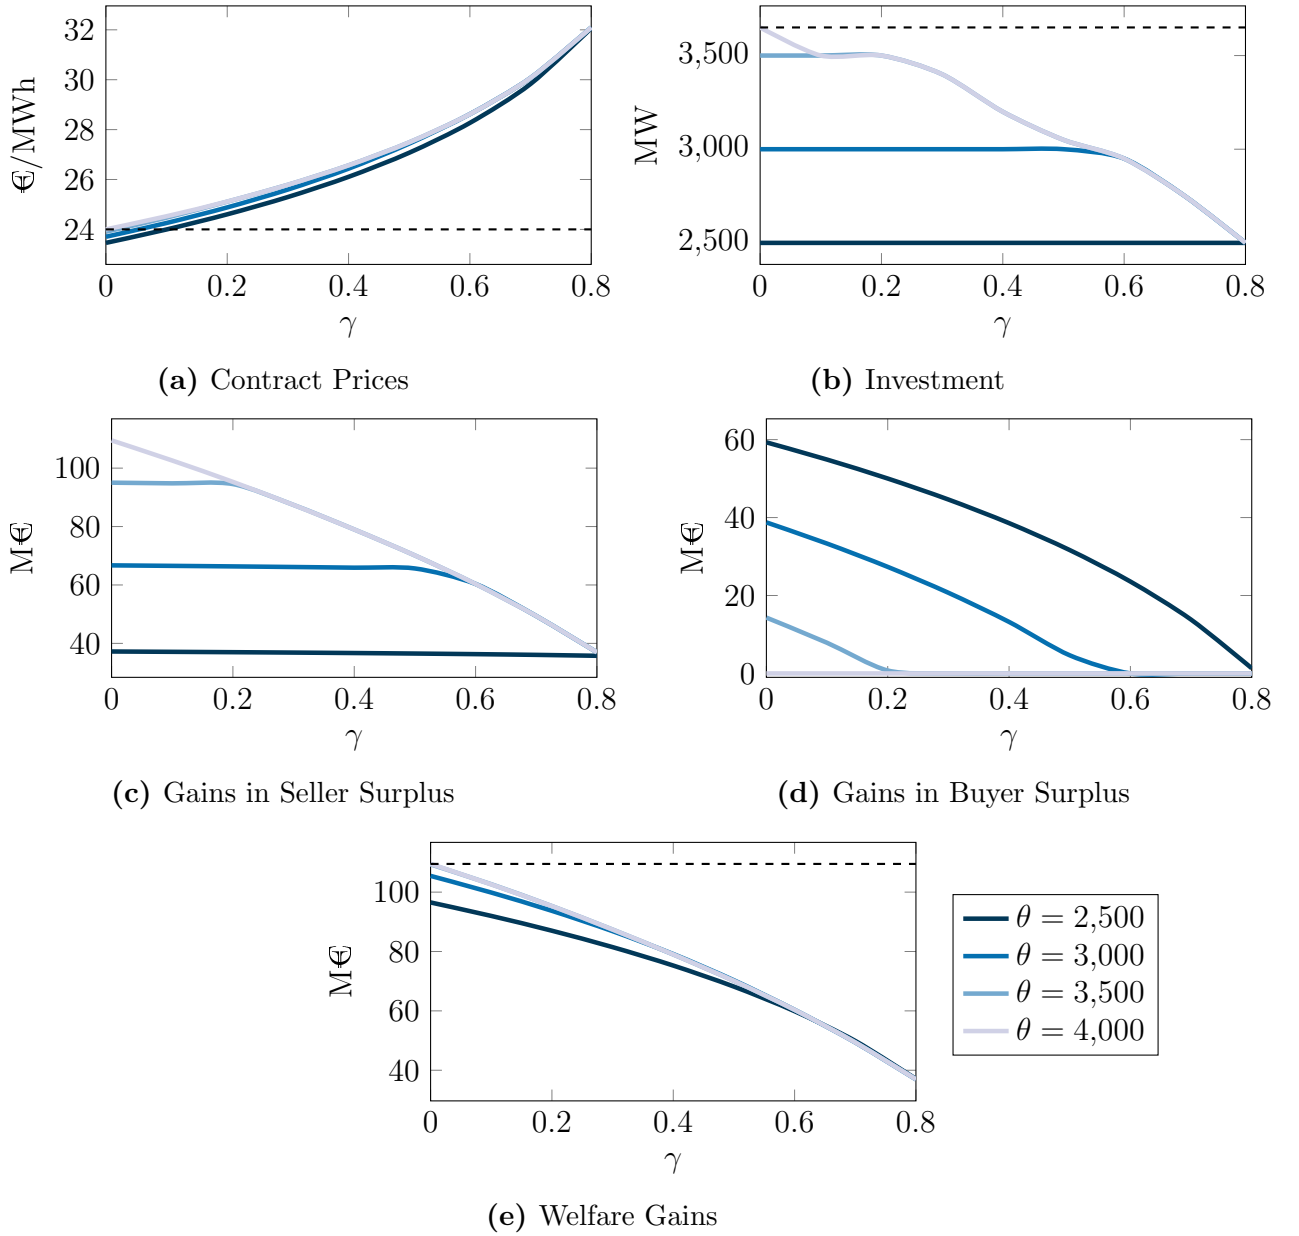 32
30
28
26
24
€/MWh
0
0.2
0.4
0.6
0.8
γ
(a) Contract Prices
3,500
3,000
2,500
MW
0
0.2
0.4
0.6
0.8
γ
(b) Investment
100
80
60
40
M€
0
0.2
0.4
0.6
0.8
γ
(c) Gains in Seller Surplus
60
40
20
0
M€
0
0.2
0.4
0.6
0.8
γ
(d) Gains in Buyer Surplus
100
80
60
40
M€
0
0.2
0.4
0.6
0.8
γ
(e) Welfare Gains
θ = 2,500
θ = 3,000
θ = 3,500
θ = 4,000